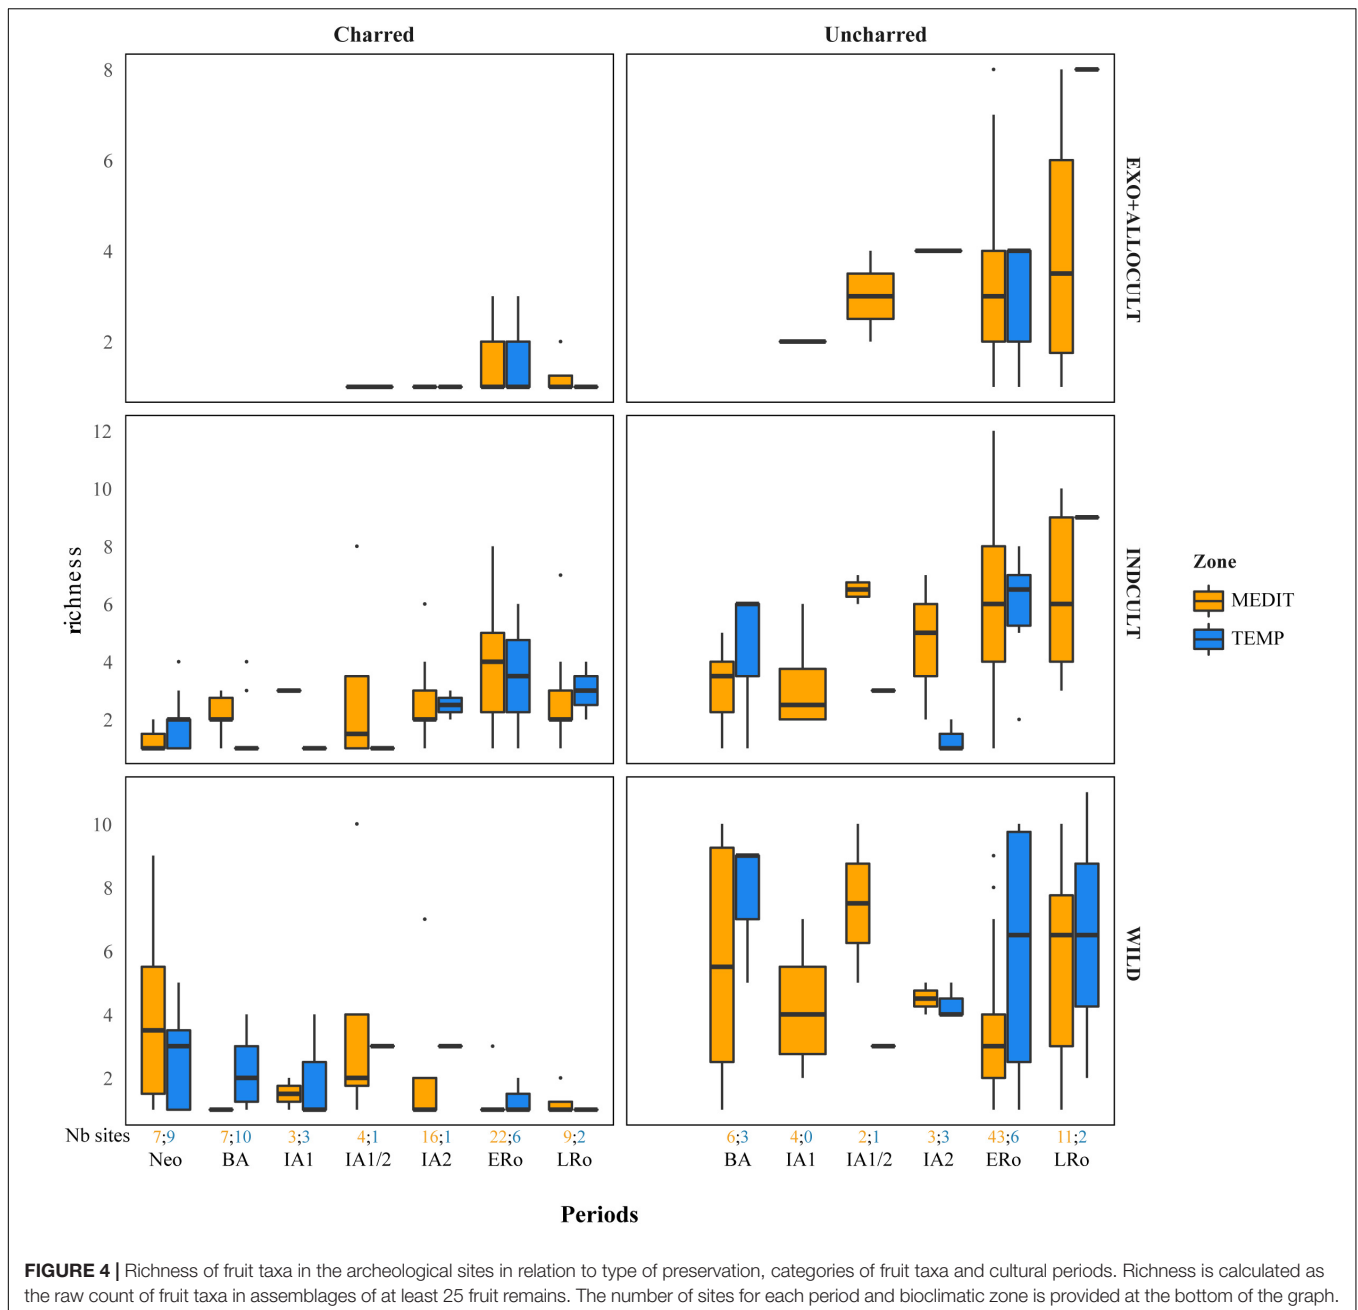 Charred Uncharred
8
6
4
2
EXO+ALLOCULT
12
10
8
6
4
2
INDCULT
richness
10
8
6
4
2
WILD
Zone
MEDIT
TEMP
Nb sites 7;9 7;10 3;3 4;1 16;1 22;6 9;2 6;3 4;0 2;1 3;3 43;6 11;2
Neo BA IA1 IA1/2 IA2 ERo LRo BA IA1 IA1/2 IA2 ERo LRo
Periods
FIGURE 4 | Richness of fruit taxa in the archeological sites in relation to type of preservation, categories of fruit taxa and cultural periods. Richness is calculated as
the raw count of fruit taxa in assemblages of at least 25 fruit remains. The number of sites for each period and bioclimatic zone is provided at the bottom of the graph.